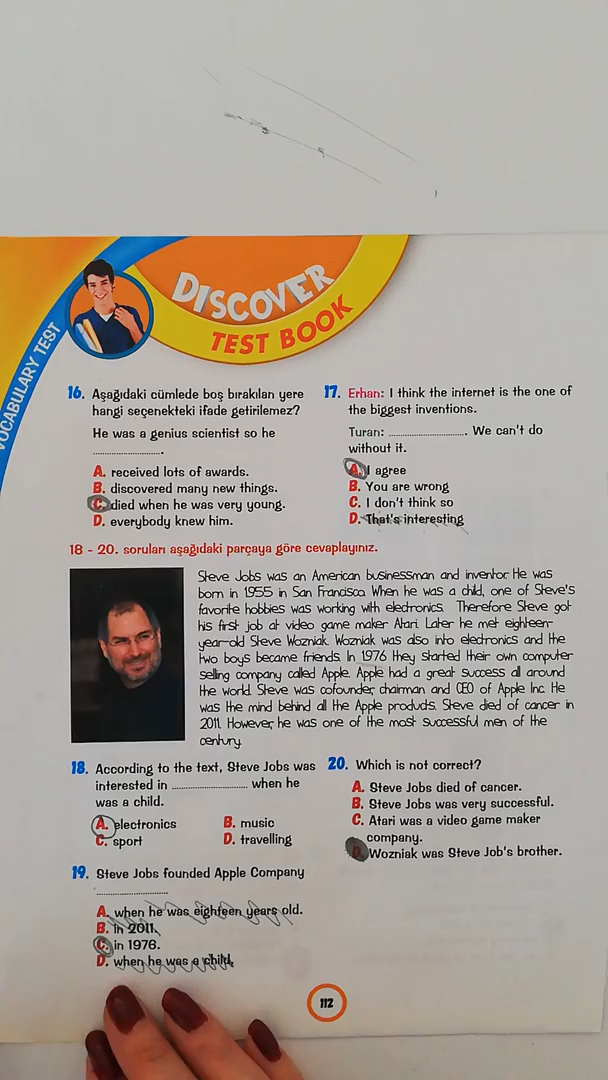 VOCABULARY TEST
DISCOVER
TEST BOOK
16. Aşağıdaki cümlede boş bırakılan yere
hangi seçenekteki ifade getirilemez?
He was a genius scientist so he
.....................
A. received lots of awards.
B. discovered many new things.
C. died when he was very young.
D. everybody knew him.
17. Erhan: I think the internet is the one of
the biggest inventions.
Turan: ........................ We can't do
without it.
A. I agree
B. You are wrong
C. I don't think so
D. That's interesting
18 - 20. soruları aşağıdaki parçaya göre cevaplayınız.
Steve Jobs was an American businessman and inventor. He was
born in 1955 in San Francisco. When he was a child, one of Steve's
favorite hobbies was working with electronics. Therefore Steve got
his first job at video game maker Atari. Later he met eighteen-
year-old Steve Wozniak. Wozniak was also into electronics and the
two boys became friends. In 1976 they started their own computer
selling company called Apple. Apple had a great success all around
the world. Steve was cofounder, chairman and CEO of Apple Inc. He
was the mind behind all the Apple products. Steve died of cancer in
2011. However, he was one of the most successful men of the
century.
18. According to the text, Steve Jobs was
interested in ........................ when he
was a child.
A. electronics B. music
C. sport D. travelling
19. Steve Jobs founded Apple Company
........................
A. when he was eighteen years old.
B. in 2011.
C. in 1976.
D. when he was a child.
20. Which is not correct?
A. Steve Jobs died of cancer.
B. Steve Jobs was very successful.
C. Atari was a video game maker
company.
D. Wozniak was Steve Job's brother.
112